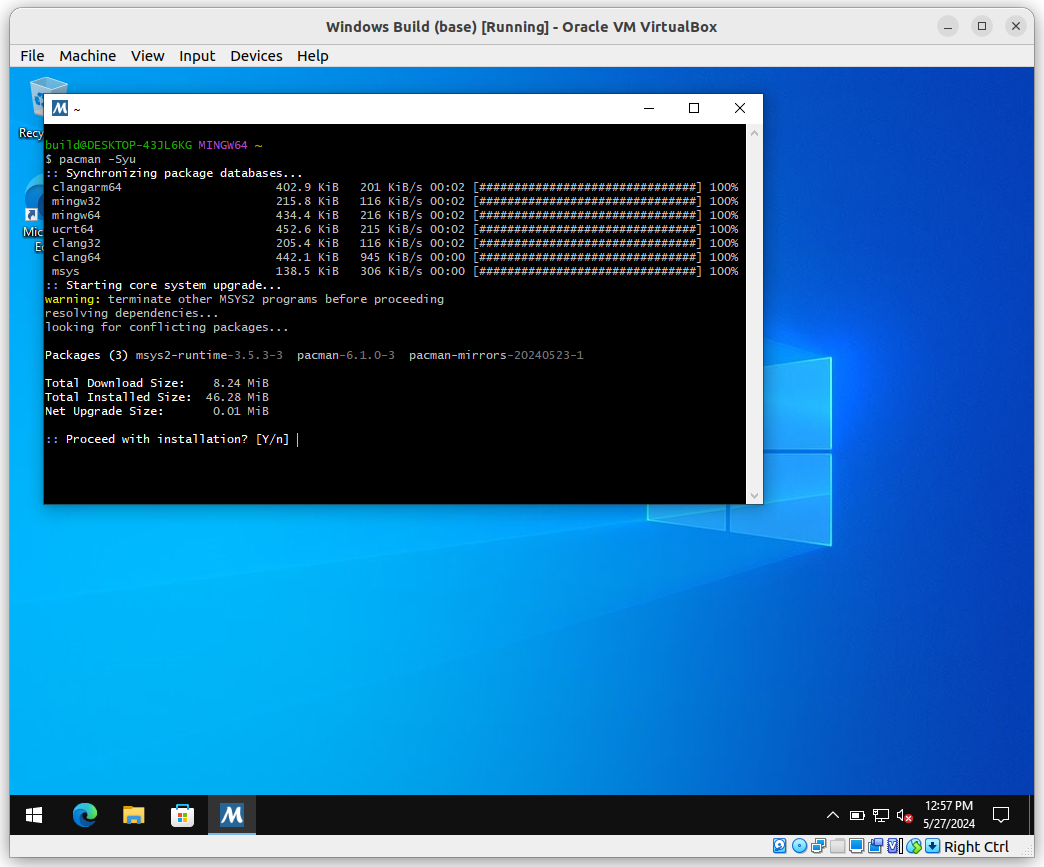 Windows Build (base) [Running] - Oracle VM VirtualBox
File Machine View Input Devices Help
Recy
Mic
E
~
build@DESKTOP-43JL6KG MINGW64 ~
$ pacman -Syu
:: Synchronizing package databases...
clangarm64 402.9 KiB 201 KiB/s 00:02 [###############################] 100%
mingw32 215.8 KiB 116 KiB/s 00:02 [###############################] 100%
mingw64 434.4 KiB 216 KiB/s 00:02 [###############################] 100%
ucrt64 452.6 KiB 215 KiB/s 00:02 [###############################] 100%
clang32 205.4 KiB 116 KiB/s 00:02 [###############################] 100%
clang64 442.1 KiB 945 KiB/s 00:00 [###############################] 100%
msys 138.5 KiB 306 KiB/s 00:00 [###############################] 100%
:: Starting core system upgrade...
warning: terminate other MSYS2 programs before proceeding
resolving dependencies...
looking for conflicting packages...
Packages (3) msys2-runtime-3.5.3-3 pacman-6.1.0-3 pacman-mirrors-20240523-1
Total Download Size: 8.24 MiB
Total Installed Size: 46.28 MiB
Net Upgrade Size: 0.01 MiB
:: Proceed with installation? [Y/n]
12:57 PM
5/27/2024
Right Ctrl